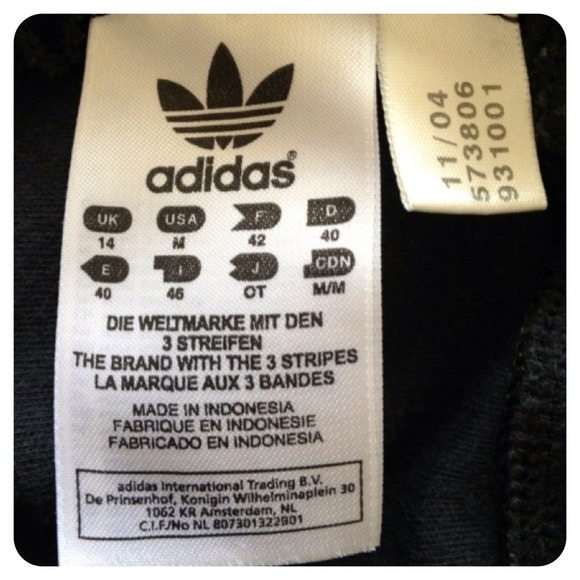 adidas®
UK USA F D
14 M 42 40
E I J CDN
40 46 OT M/M
DIE WELTMARKE MIT DEN
3 STREIFEN
THE BRAND WITH THE 3 STRIPES
LA MARQUE AUX 3 BANDES
MADE IN INDONESIA
FABRIQUE EN INDONESIE
FABRICADO EN INDONESIA
adidas International Trading B.V.
De Prinsenhof, Konigin Wilhelminaplein 30
1062 KR Amsterdam, NL
C.I.F/No NL 807301322B01
11/04
573806
931001